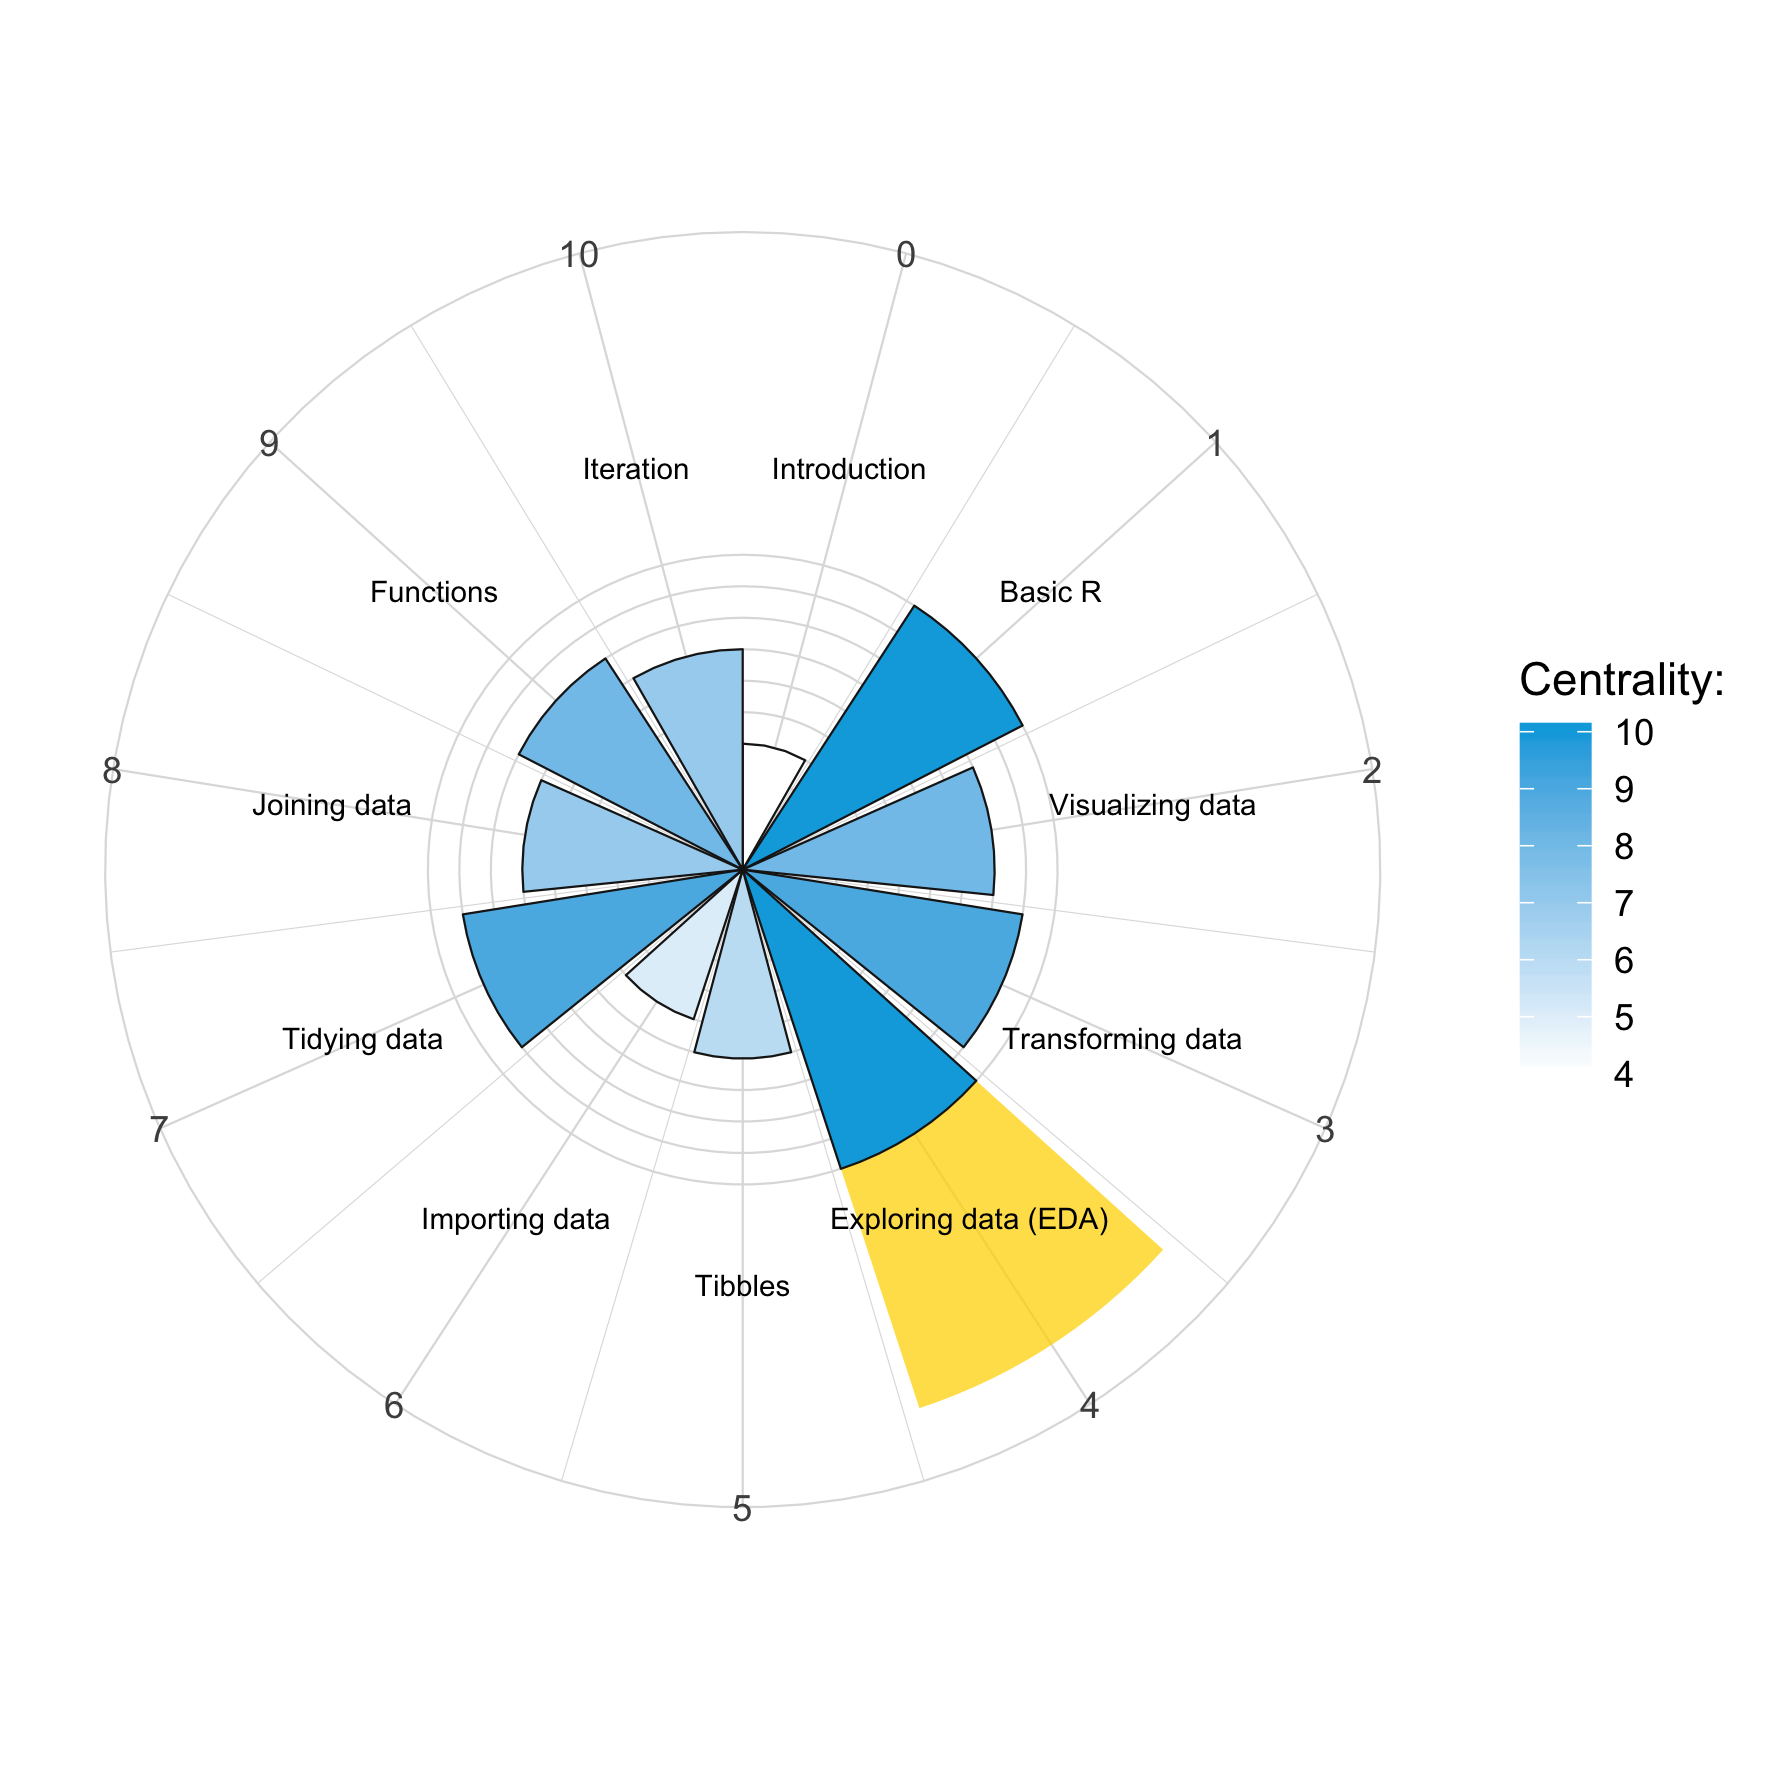 10
0
9
1
Iteration
Introduction
Functions
Basic R
8
2
Joining data
Visualizing data
Tidying data
Transforming data
7
3
Importing data
Exploring data (EDA)
Tibbles
6
4
5
Centrality:
10
9
8
7
6
5
4